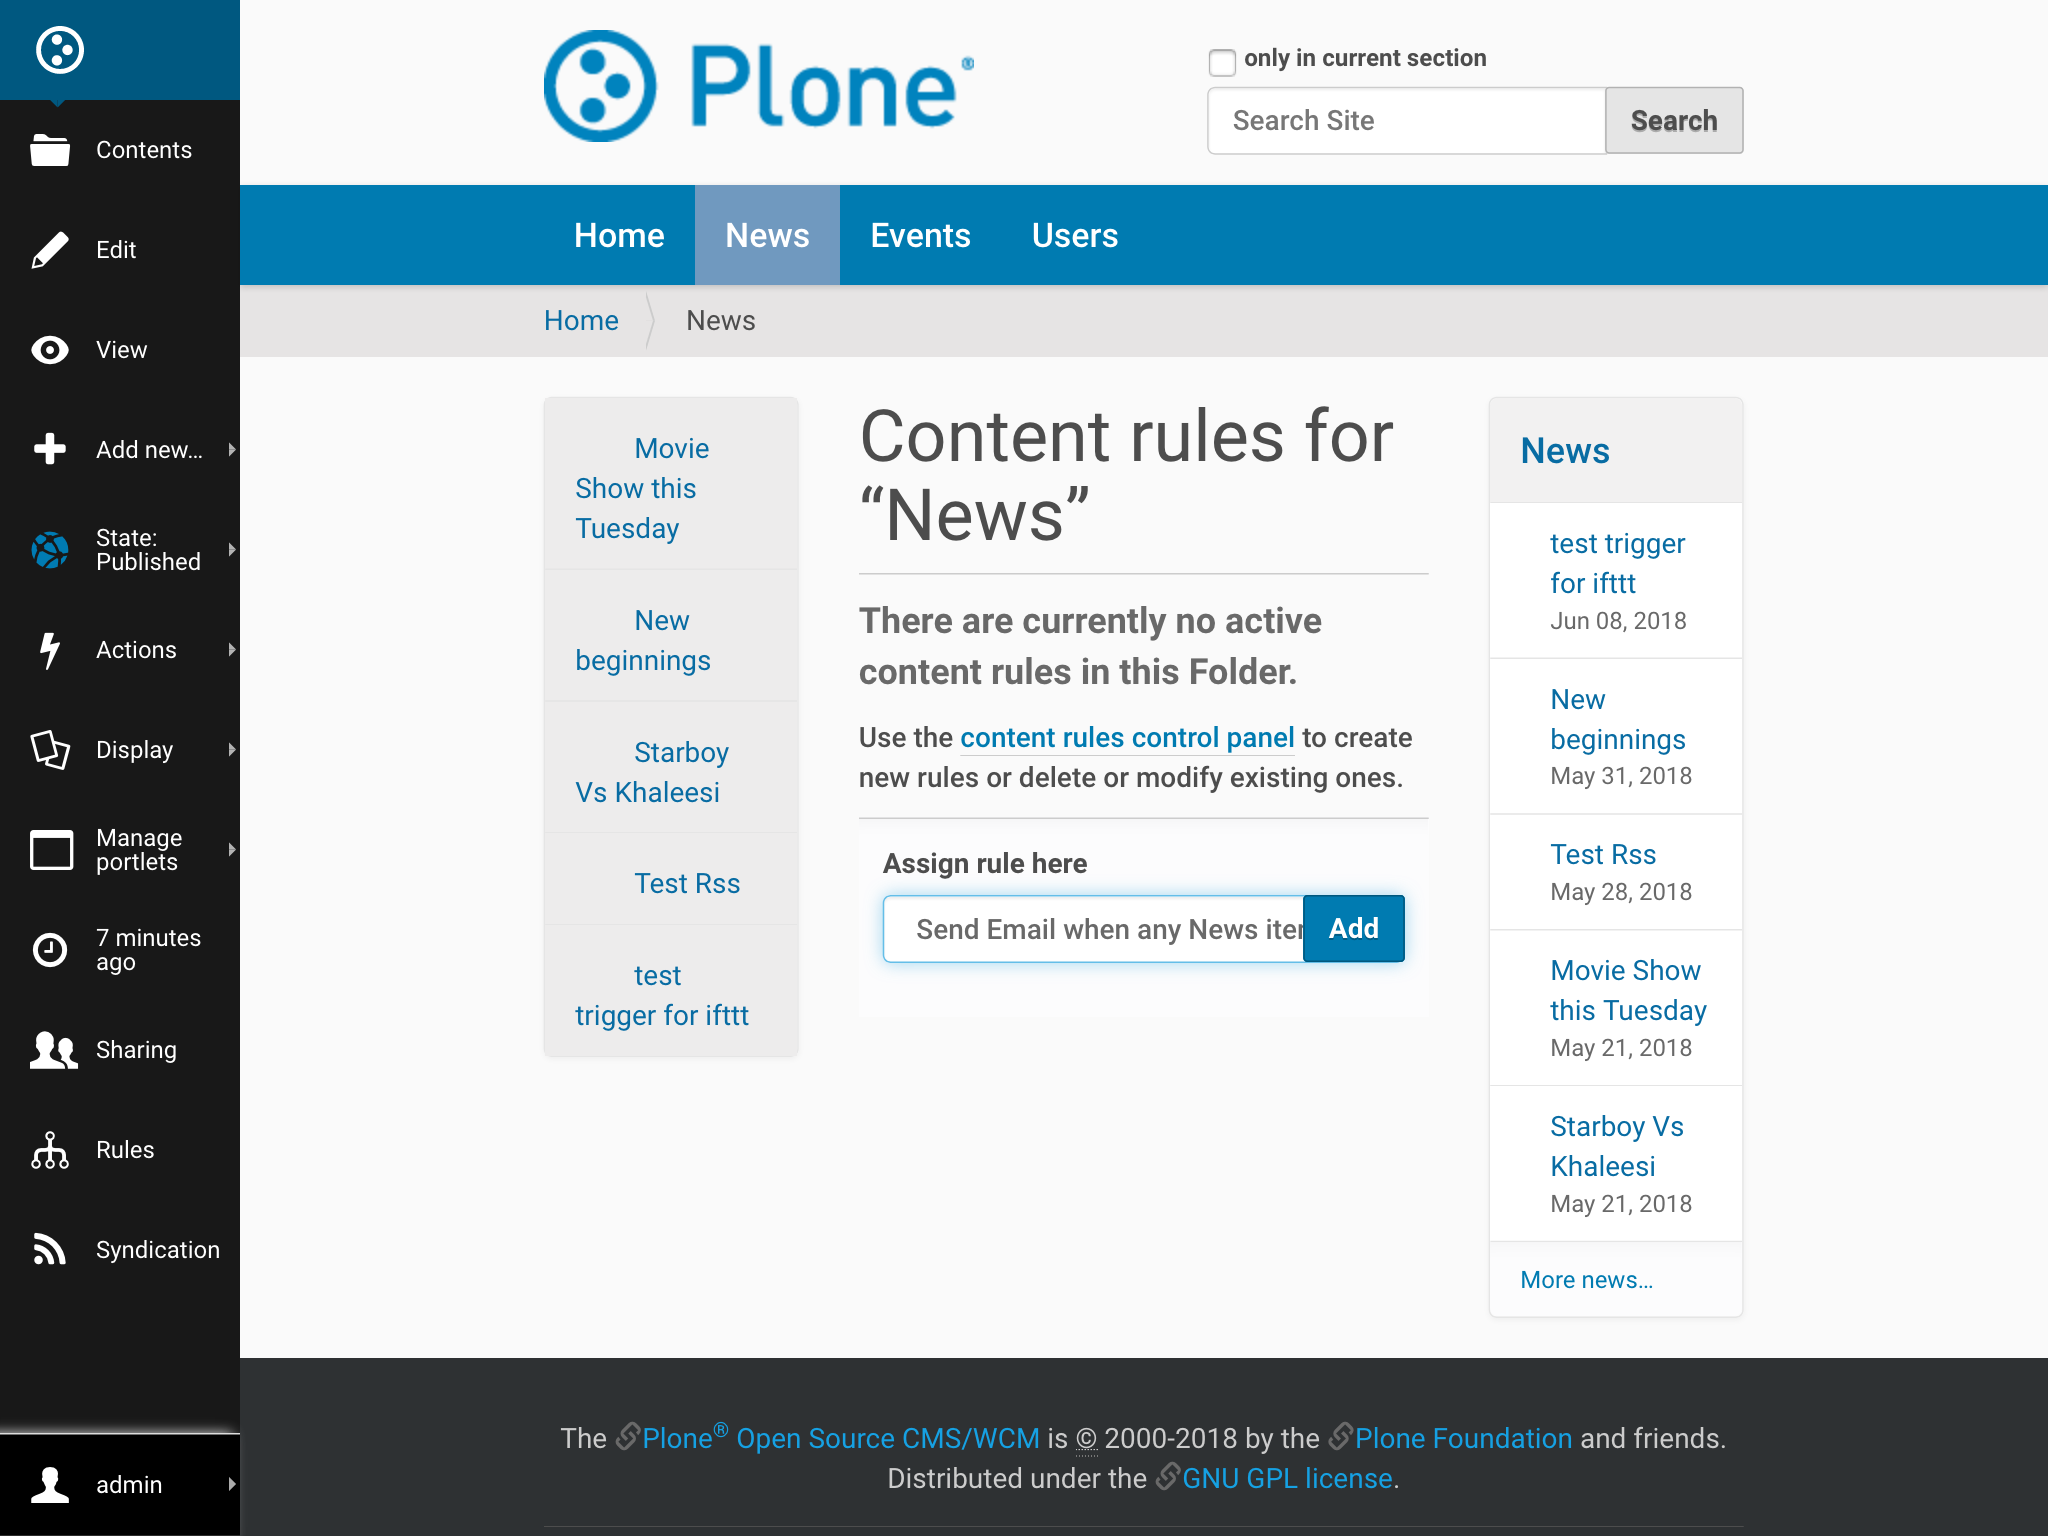 Contents
Edit
View
Add new...
State:
Published
Actions
Display
Manage
portlets
7 minutes
ago
Sharing
Rules
Syndication
admin
Plone®
only in current section
Search Site
Search
Home
News
Events
Users
Home
News
Movie
Show this
Tuesday
New
beginnings
Starboy
Vs Khaleesi
Test Rss
test
trigger for ifttt
Content rules for
“News”
There are currently no active
content rules in this Folder.
Use the content rules control panel to create
new rules or delete or modify existing ones.
Assign rule here
Send Email when any News
Add
News
test trigger
for ifttt
Jun 08, 2018
New
beginnings
May 31, 2018
Test Rss
May 28, 2018
Movie Show
this Tuesday
May 21, 2018
Starboy Vs
Khaleesi
May 21, 2018
More news...
The Plone® Open Source CMS/WCM is © 2000-2018 by the Plone Foundation and friends.
Distributed under the GNU GPL license.